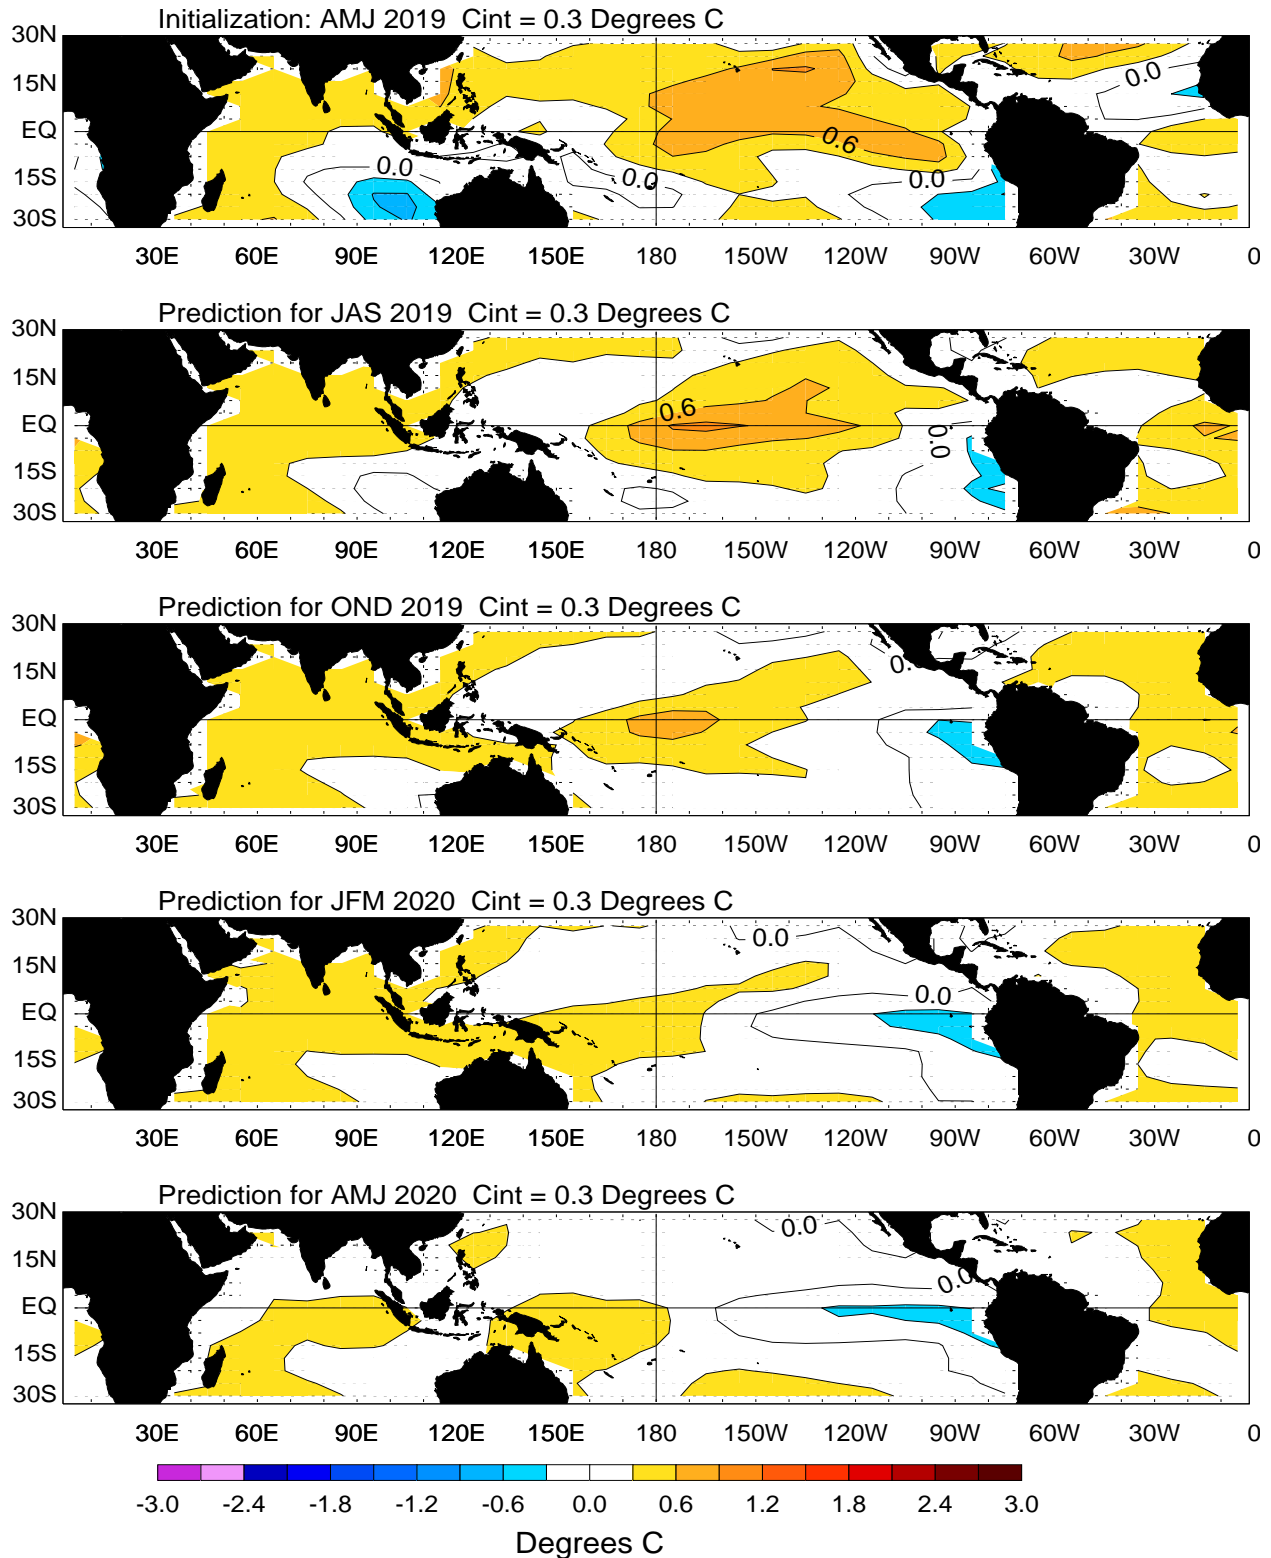 Initialization: AMJ 2019  Cint = 0.3 Degrees C
30N
15N
EQ
15S
30S
0.0
0.6
0.0
0.0
0.0
30E 60E 90E 120E 150E 180 150W 120W 90W 60W 30W 0
Prediction for JAS 2019  Cint = 0.3 Degrees C
30N
15N
EQ
15S
30S
0.6
0.0
30E 60E 90E 120E 150E 180 150W 120W 90W 60W 30W 0
Prediction for OND 2019  Cint = 0.3 Degrees C
30N
15N
EQ
15S
30S
30E 60E 90E 120E 150E 180 150W 120W 90W 60W 30W 0
Prediction for JFM 2020  Cint = 0.3 Degrees C
30N
15N
EQ
15S
30S
0.0
0.0
30E 60E 90E 120E 150E 180 150W 120W 90W 60W 30W 0
Prediction for AMJ 2020  Cint = 0.3 Degrees C
30N
15N
EQ
15S
30S
0.0
0.0
30E 60E 90E 120E 150E 180 150W 120W 90W 60W 30W 0
-3.0 -2.4 -1.8 -1.2 -0.6 0.0 0.6 1.2 1.8 2.4 3.0
Degrees C